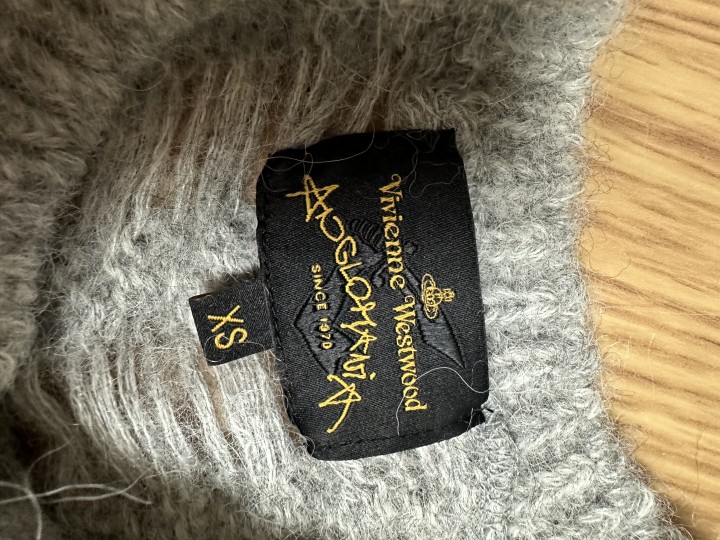 Vivienne Westwood
ANGLOMANIA
SINCE 1970
XS